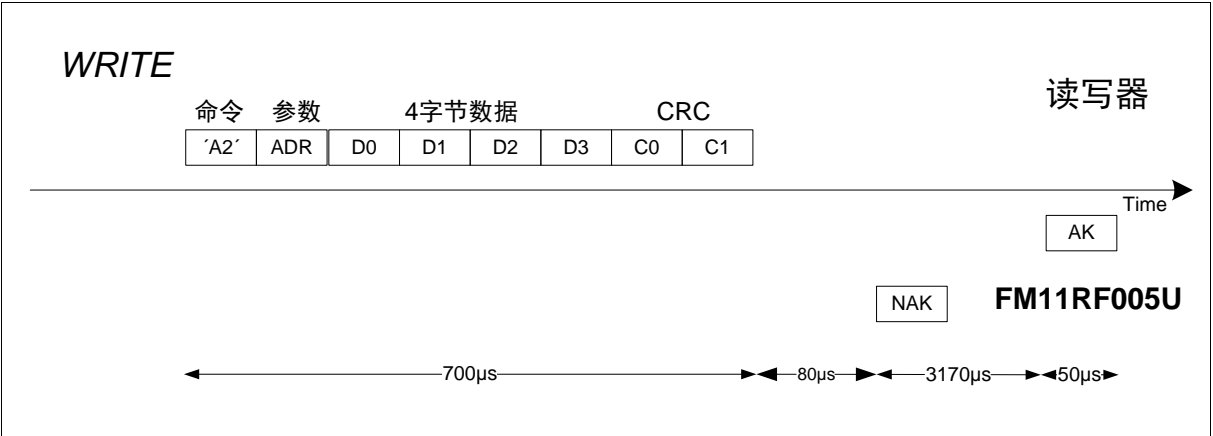 WRITE
读写器
命令 参数 4字节数据 CRC
´A2´ ADR D0 D1 D2 D3 C0 C1
Time
AK
NAK FM11RF005U
700µs 80µs 3170µs 50µs